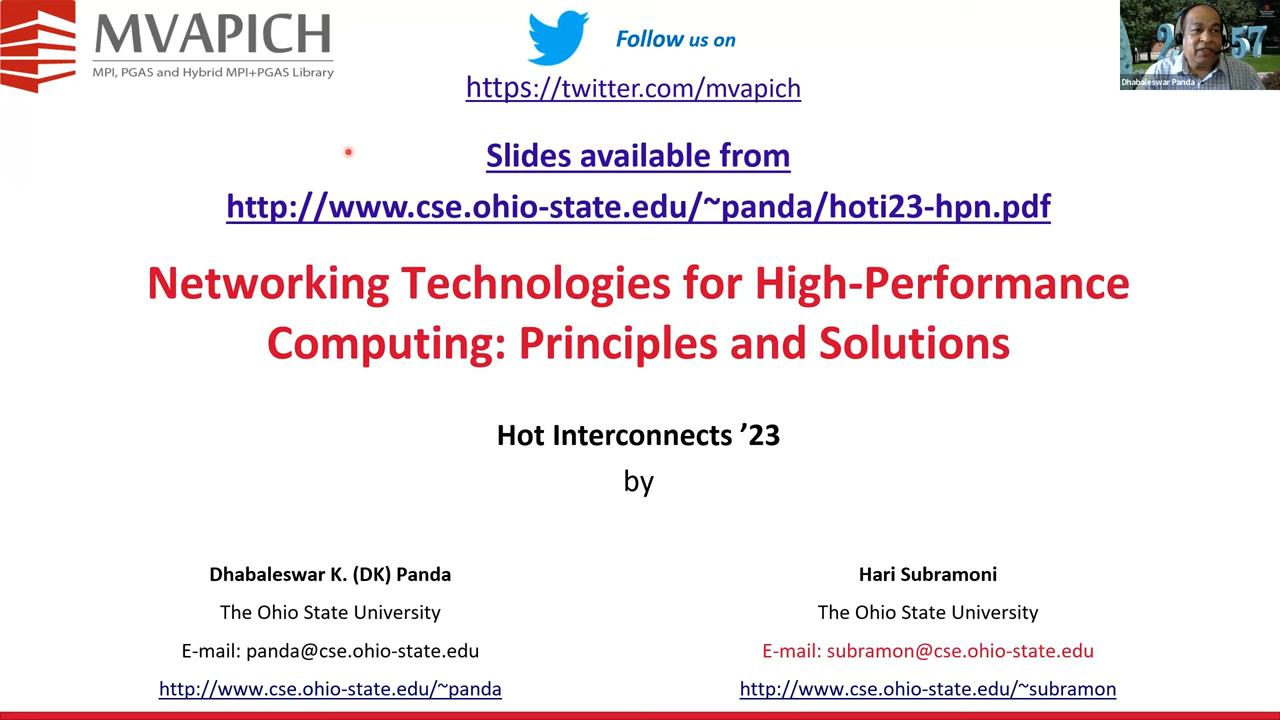 MVAPICH
MPI, PGAS and Hybrid MPI+PGAS Library
Follow us on
https://twitter.com/mvapich
Dhabaleswar Panda
57
Slides available from
http://www.cse.ohio-state.edu/~panda/hoti23-hpn.pdf
Networking Technologies for High-Performance
Computing: Principles and Solutions
Hot Interconnects ’23
by
Dhabaleswar K. (DK) Panda
The Ohio State University
E-mail: panda@cse.ohio-state.edu
http://www.cse.ohio-state.edu/~panda
Hari Subramoni
The Ohio State University
E-mail: subramon@cse.ohio-state.edu
http://www.cse.ohio-state.edu/~subramon